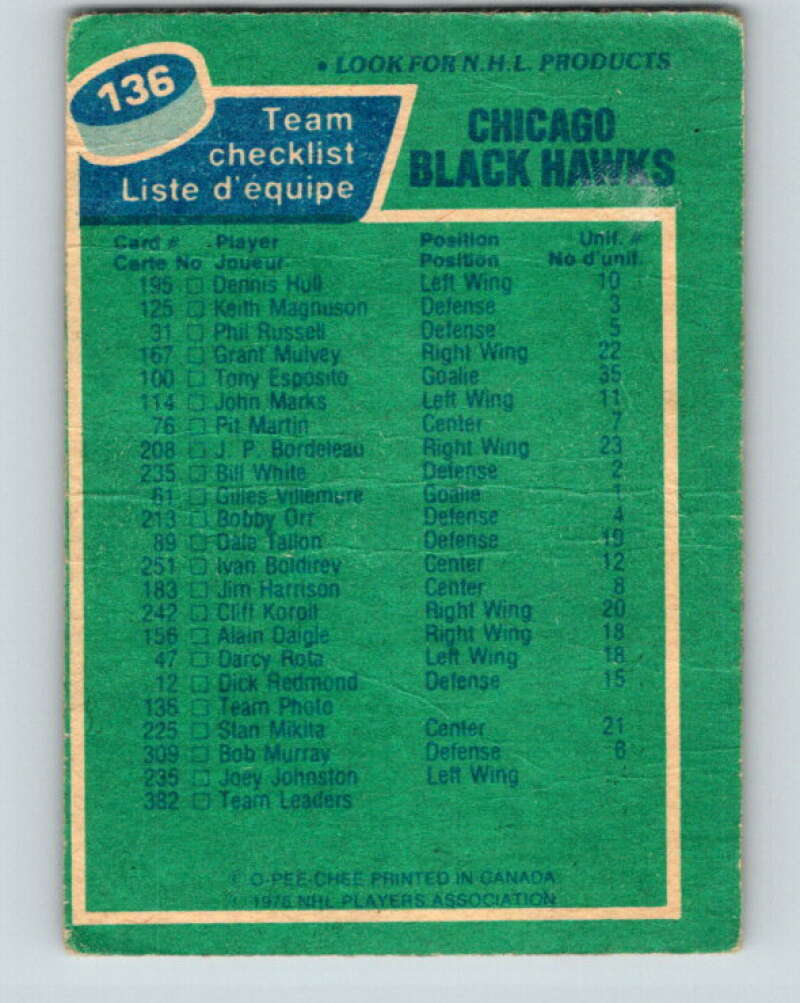 136
• LOOK FOR N.H.L. PRODUCTS
Team
checklist
Liste d'équipe
CHICAGO
BLACK HAWKS
Card # Player Position Unif. #
Carte No Joueur Position No d'unif.
195 Dennis Hull Left Wing 10
125 Keith Magnuson Defense 3
31 Phil Russell Defense 5
167 Grant Mulvey Right Wing 22
100 Tony Esposito Goalie 35
114 John Marks Left Wing 11
76 Pit Martin Center 7
208 J. P. Bordeleau Right Wing 23
235 Bill White Defense 2
61 Gilles Villemure Goalie 1
213 Bobby Orr Defense 4
89 Dale Tallon Defense 19
251 Ivan Boldirev Center 12
183 Jim Harrison Center 8
242 Cliff Koroll Right Wing 20
156 Alain Daigle Right Wing 18
47 Darcy Rota Left Wing 18
12 Dick Redmond Defense 15
136 Team Photo
225 Stan Mikita Center 21
309 Bob Murray Defense 6
235 Joey Johnston Left Wing
382 Team Leaders
© O-PEE-CHEE PRINTED IN CANADA
© 1976 NHL PLAYERS ASSOCIATION